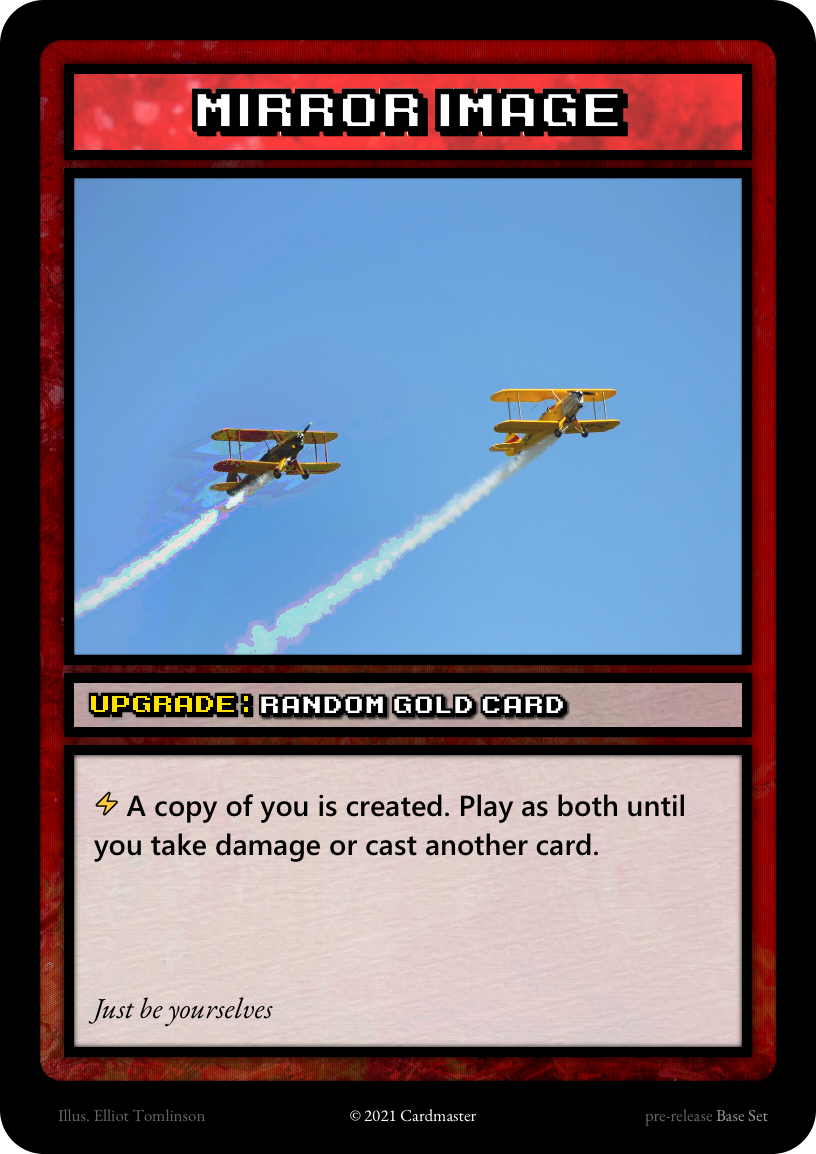 MIRROR IMAGE
UPGRADE: RANDOM GOLD CARD
⚡ A copy of you is created. Play as both until
you take damage or cast another card.
Just be yourselves
Illus. Elliot Tomlinson
© 2021 Cardmaster
pre-release Base Set